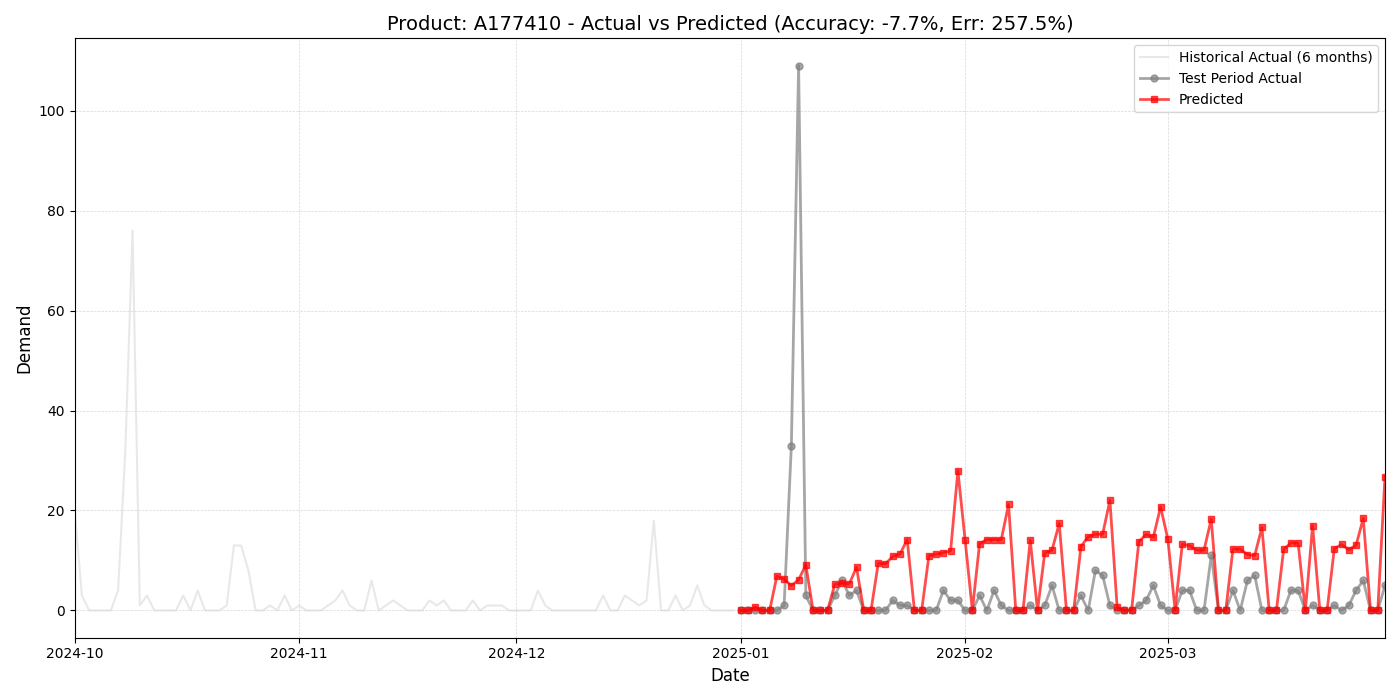 Product: A177410 - Actual vs Predicted (Accuracy: -7.7%, Err: 257.5%)
Historical Actual (6 months)
Test Period Actual
Predicted
Demand
100
80
60
40
20
0
2024-10
2024-11
2024-12
2025-01
2025-02
2025-03
Date